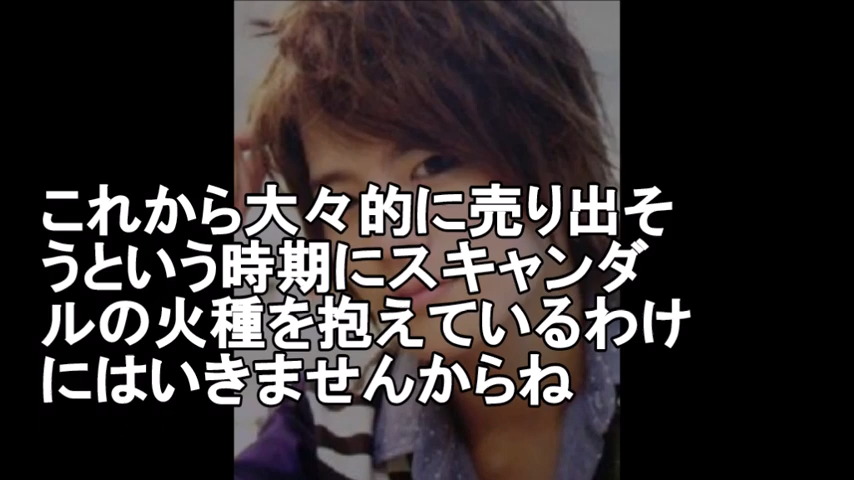 これから大々的に売り出そ
うという時期にスキャンダ
ルの火種を抱えているわけ
にはいきませんからね